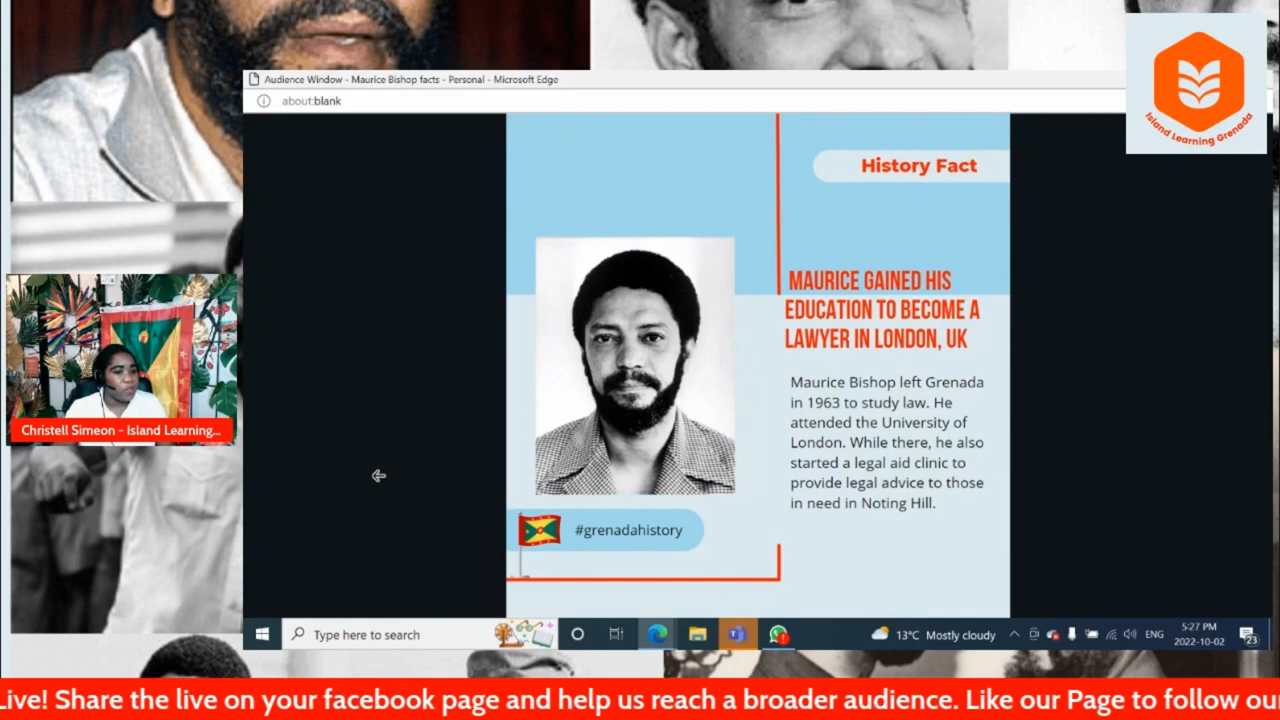 Audience Window - Maurice Bishop facts - Personal - Microsoft Edge
about:blank
Island Learning Grenada
History Fact
MAURICE GAINED HIS
EDUCATION TO BECOME A
LAWYER IN LONDON, UK
Maurice Bishop left Grenada
in 1963 to study law. He
attended the University of
London. While there, he also
started a legal aid clinic to
provide legal advice to those
in need in Noting Hill.
#grenadahistory
Christell Simeon - Island Learning...
Type here to search
13°C Mostly cloudy
ENG
5:27 PM
2022-10-02
23
Live! Share the live on your facebook page and help us reach a broader audience. Like our Page to follow ou